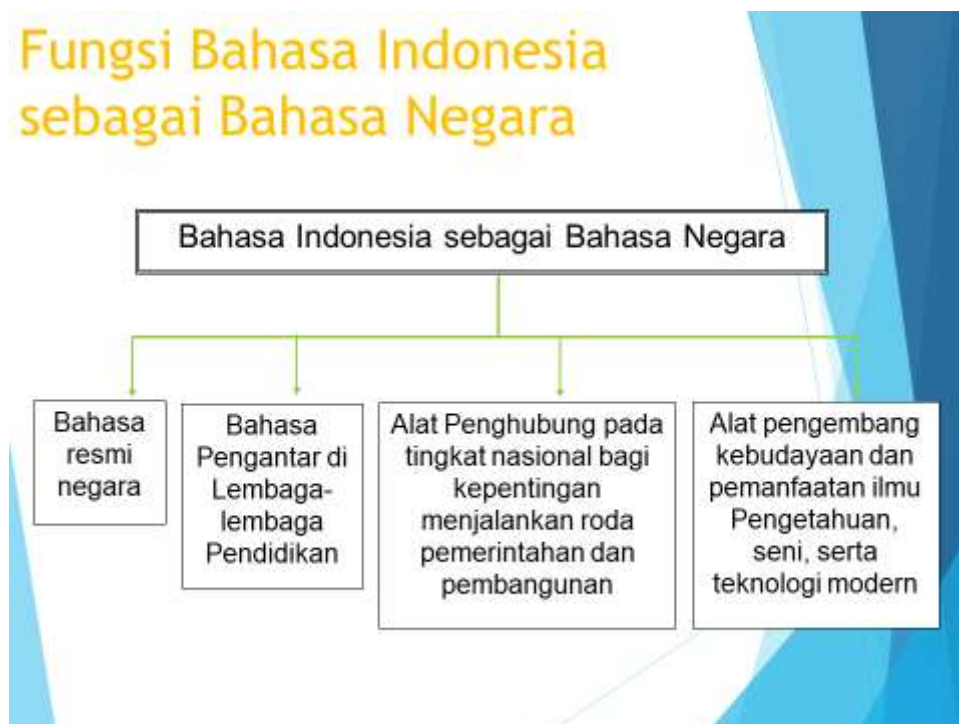 Fungsi Bahasa Indonesia
sebagai Bahasa Negara
Bahasa Indonesia sebagai Bahasa Negara
Bahasa
resmi
negara
Bahasa
Pengantar di
Lembaga-
lembaga
Pendidikan
Alat Penghubung pada
tingkat nasional bagi
kepentingan
menjalankan roda
pemerintahan dan
pembangunan
Alat pengembang
kebudayaan dan
pemanfaatan ilmu
Pengetahuan,
seni, serta
teknologi modern